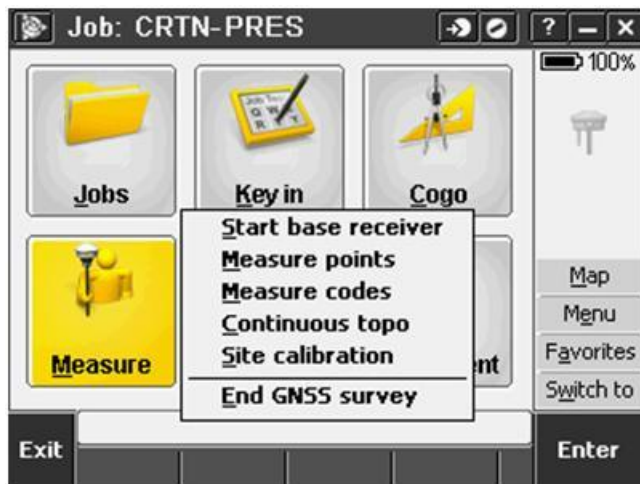 Job: CRTN-PRES
?
100%
Jobs
Key in
Cogo
Start base receiver
Measure points
Measure codes
Continuous topo
Site calibration
End GNSS survey
Measure
nt
Map
Menu
Favorites
Switch to
Exit
Enter